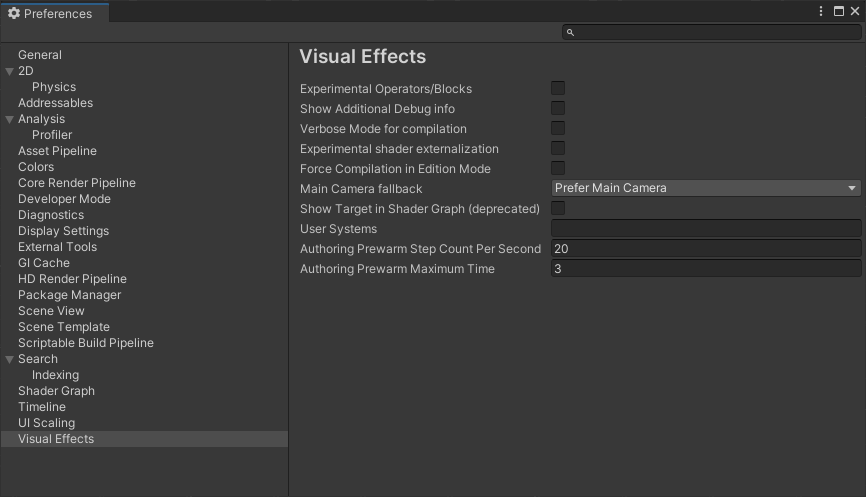 Preferences
General
2D
Physics
Addressables
Analysis
Profiler
Asset Pipeline
Colors
Core Render Pipeline
Developer Mode
Diagnostics
Display Settings
External Tools
GI Cache
HD Render Pipeline
Package Manager
Scene View
Scene Template
Scriptable Build Pipeline
Search
Indexing
Shader Graph
Timeline
UI Scaling
Visual Effects
Visual Effects
Experimental Operators/Blocks
Show Additional Debug info
Verbose Mode for compilation
Experimental shader externalization
Force Compilation in Edition Mode
Main Camera fallback Prefer Main Camera
Show Target in Shader Graph (deprecated)
User Systems
Authoring Prewarm Step Count Per Second 20
Authoring Prewarm Maximum Time 3